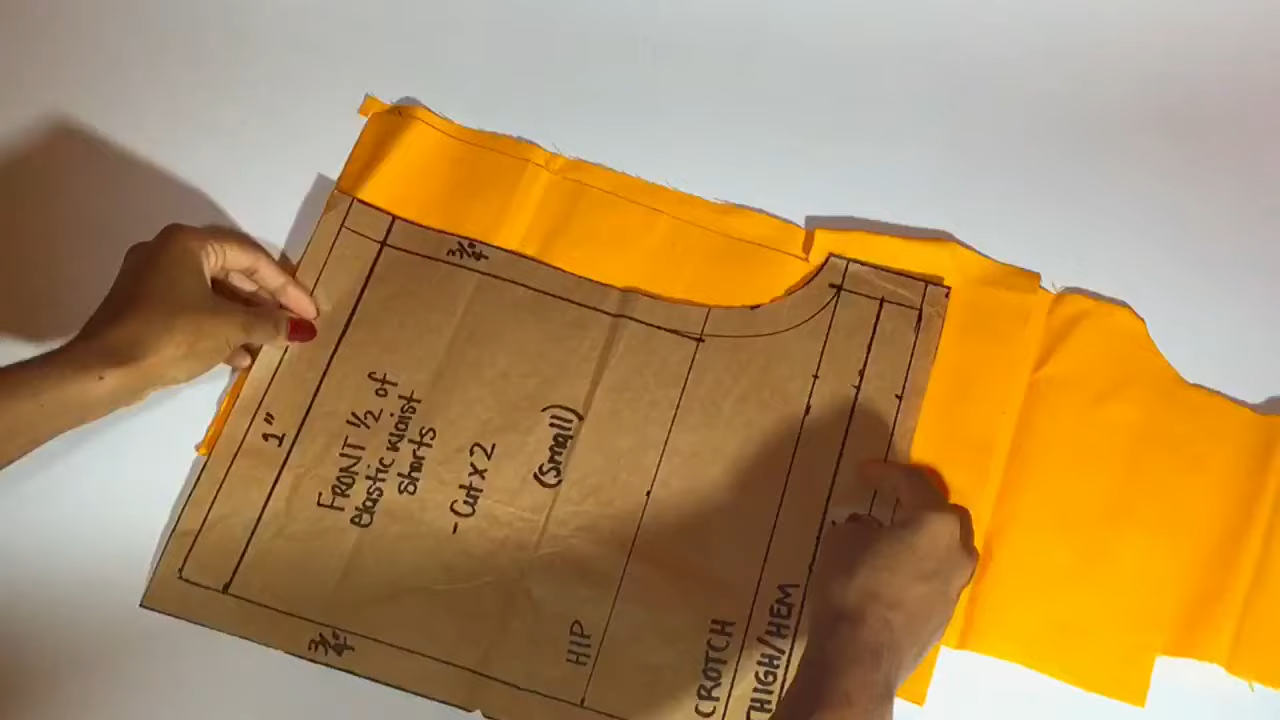 3/4"
1"
FRONT 1/2 of
elastic waist
shorts
- Cut x 2
(Small)
3/4"
HIP
CROTCH
THIGH/HEM